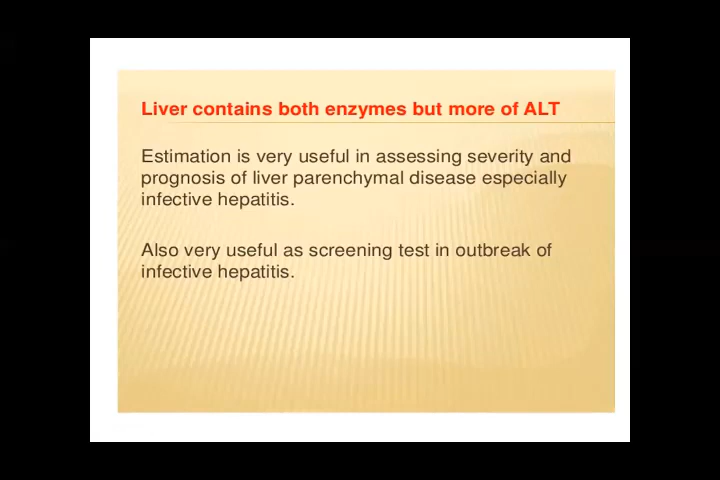 Liver contains both enzymes but more of ALT
Estimation is very useful in assessing severity and
prognosis of liver parenchymal disease especially
infective hepatitis.
Also very useful as screening test in outbreak of
infective hepatitis.